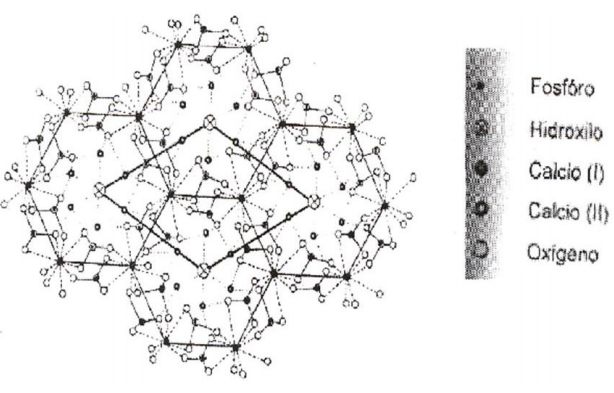 Fosfóro
Hidroxilo
Calcio (I)
Calcio (II)
Oxígeno